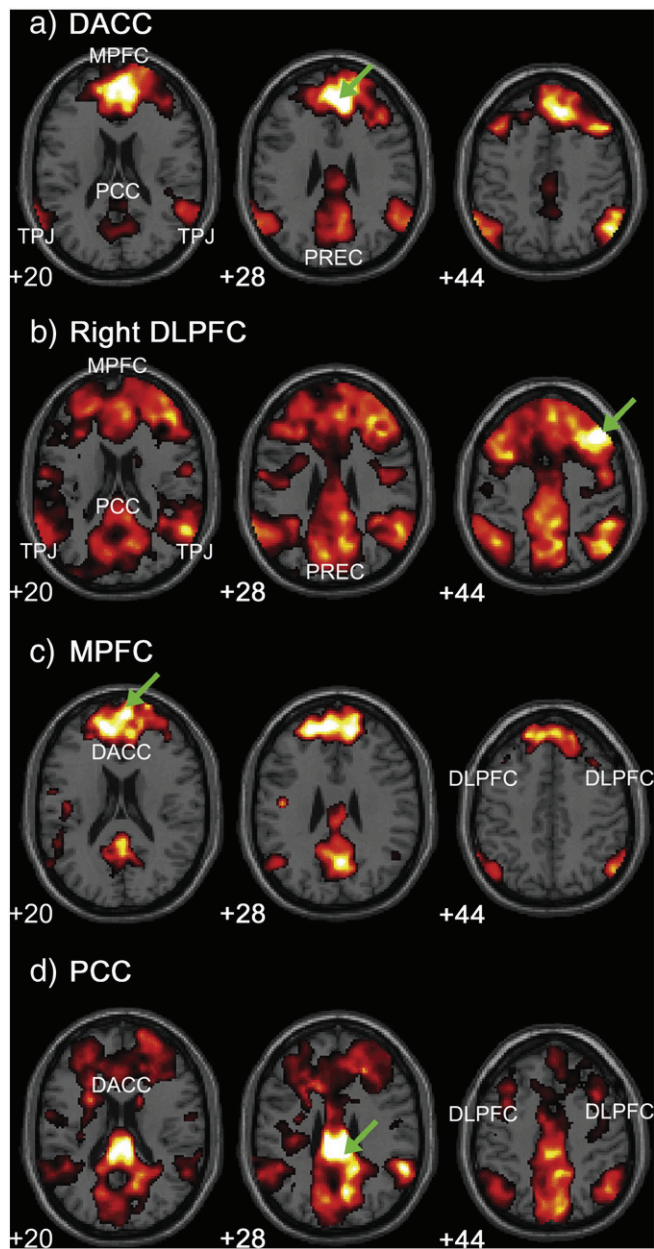 a) DACC
MPFC
PCC
TPJ TPJ PREC
+20 +28 +44
b) Right DLPFC
MPFC
PCC
TPJ TPJ PREC
+20 +28 +44
c) MPFC
DACC DLPFC DLPFC
+20 +28 +44
d) PCC
DACC DLPFC DLPFC
+20 +28 +44